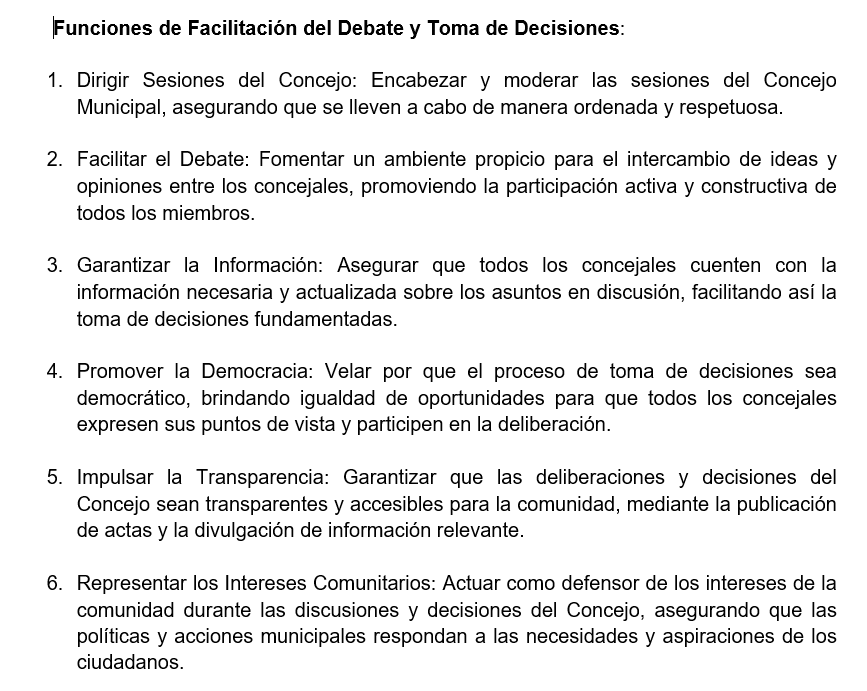 Funciones de Facilitación del Debate y Toma de Decisiones:
1. Dirigir Sesiones del Concejo: Encabezar y moderar las sesiones del Concejo
Municipal, asegurando que se lleven a cabo de manera ordenada y respetuosa.
2. Facilitar el Debate: Fomentar un ambiente propicio para el intercambio de ideas y
opiniones entre los concejales, promoviendo la participación activa y constructiva de
todos los miembros.
3. Garantizar la Información: Asegurar que todos los concejales cuenten con la
información necesaria y actualizada sobre los asuntos en discusión, facilitando así la
toma de decisiones fundamentadas.
4. Promover la Democracia: Velar por que el proceso de toma de decisiones sea
democrático, brindando igualdad de oportunidades para que todos los concejales
expresen sus puntos de vista y participen en la deliberación.
5. Impulsar la Transparencia: Garantizar que las deliberaciones y decisiones del
Concejo sean transparentes y accesibles para la comunidad, mediante la publicación
de actas y la divulgación de información relevante.
6. Representar los Intereses Comunitarios: Actuar como defensor de los intereses de la
comunidad durante las discusiones y decisiones del Concejo, asegurando que las
políticas y acciones municipales respondan a las necesidades y aspiraciones de los
ciudadanos.